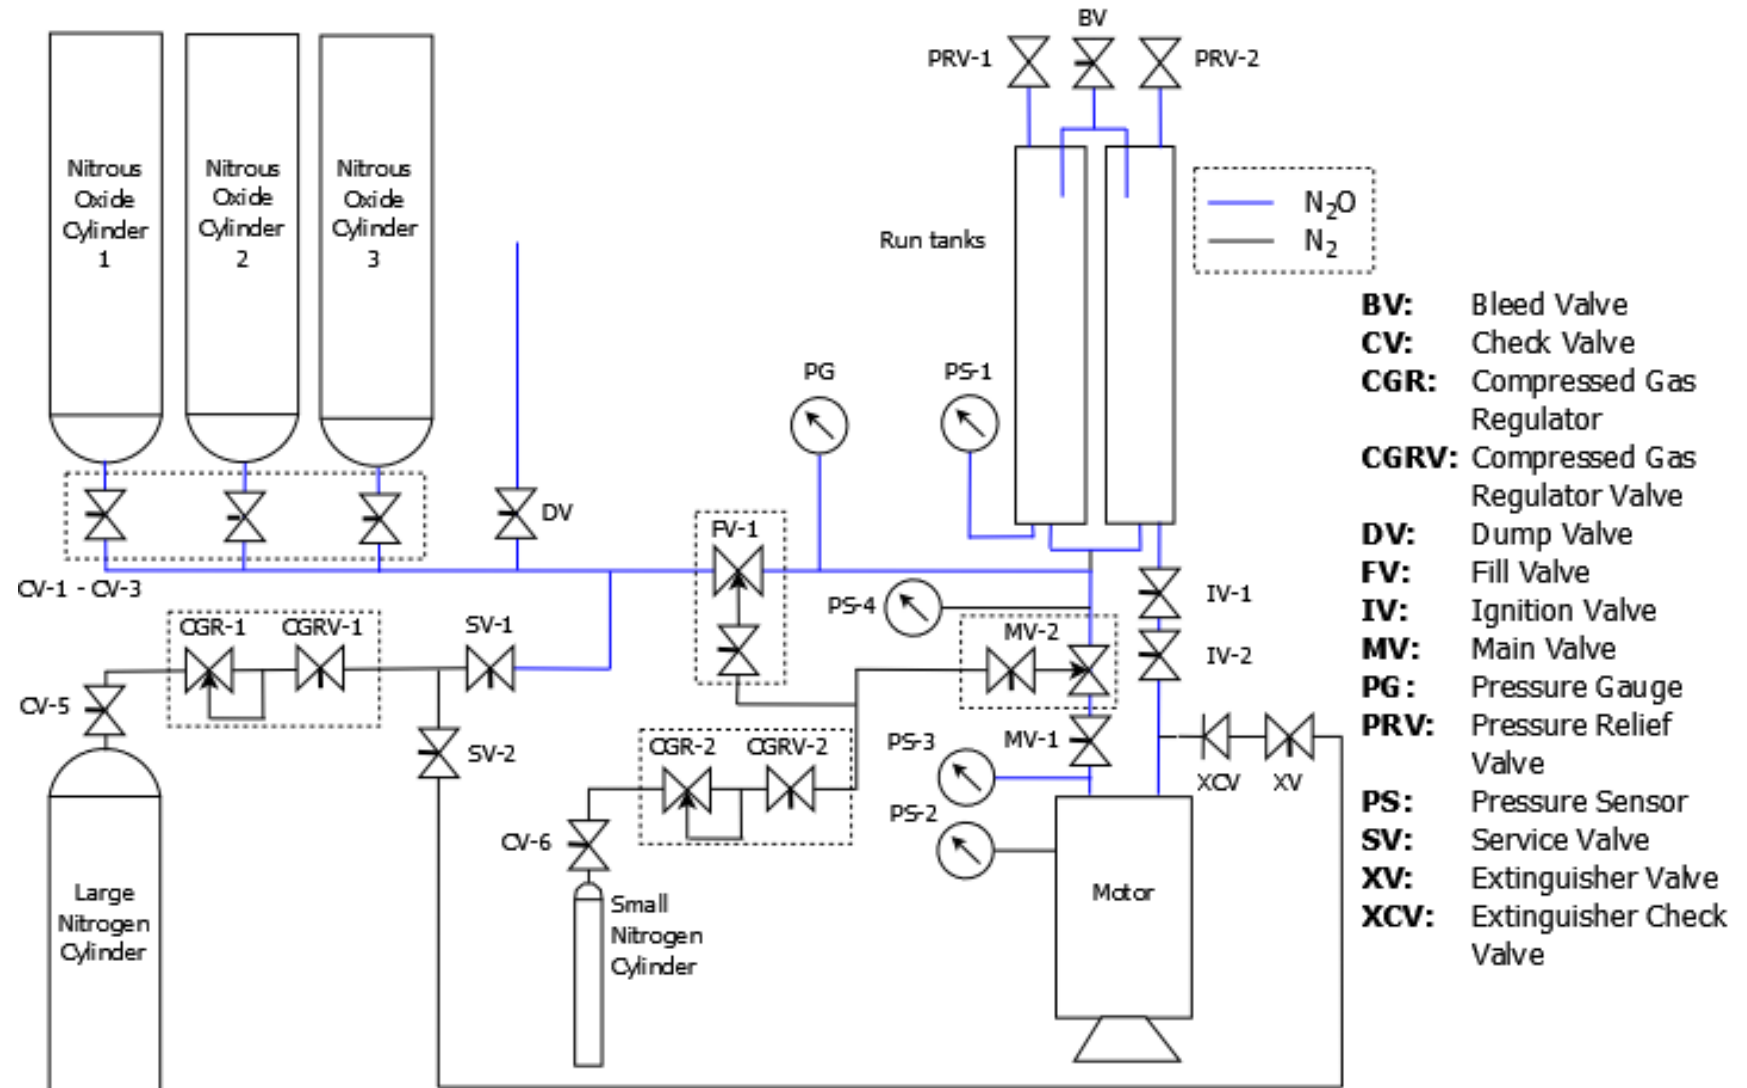 BV
PRV-1
PRV-2
Nitrous
Oxide
Cylinder
1
Nitrous
Oxide
Cylinder
2
Nitrous
Oxide
Cylinder
3
N2O
N2
Run tanks
BV: Bleed Valve
CV: Check Valve
CGR: Compressed Gas
Regulator
CGRV: Compressed Gas
Regulator Valve
DV: Dump Valve
FV: Fill Valve
IV: Ignition Valve
MV: Main Valve
PG: Pressure Gauge
PRV: Pressure Relief
Valve
PS: Pressure Sensor
SV: Service Valve
XV: Extinguisher Valve
XCV: Extinguisher Check
Valve
PG
PS-1
DV
FV-1
CV-1 - CV-3
PS-4
IV-1
CGR-1
CGRV-1
SV-1
MV-2
IV-2
CV-5
SV-2
CGR-2
CGRV-2
PS-3
MV-1
XCV
XV
PS-2
CV-6
Large
Nitrogen
Cylinder
Small
Nitrogen
Cylinder
Motor